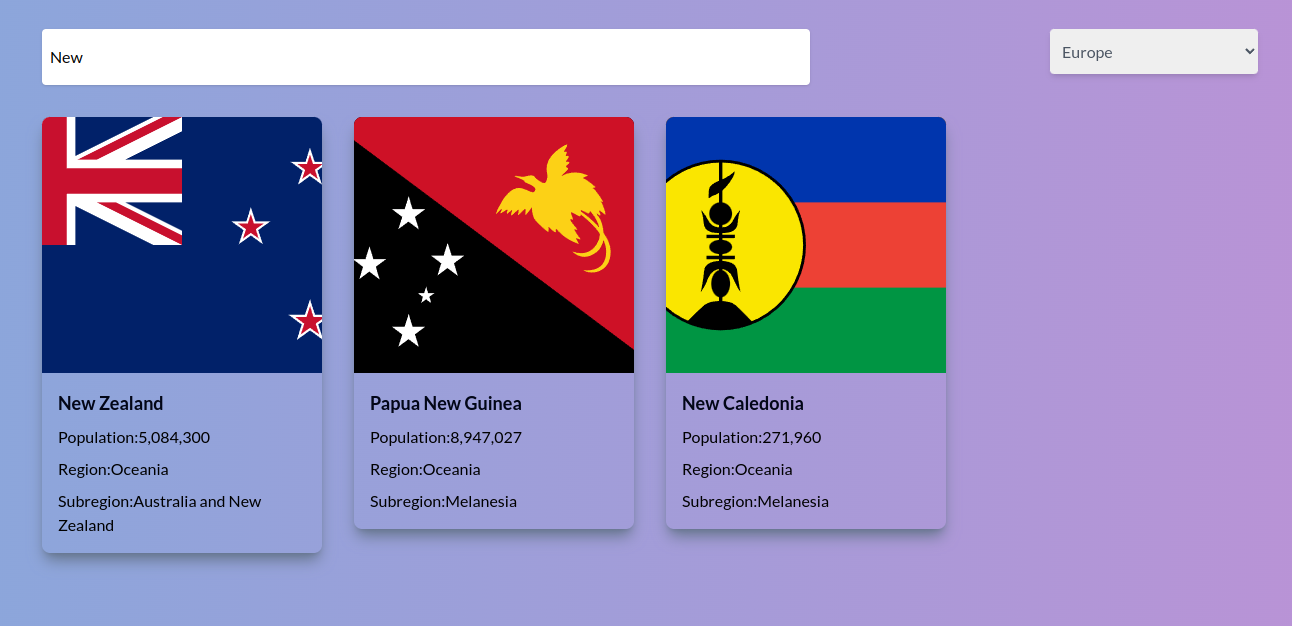 New
Europe
New Zealand
Population:5,084,300
Region:Oceania
Subregion:Australia and New
Zealand
Papua New Guinea
Population:8,947,027
Region:Oceania
Subregion:Melanesia
New Caledonia
Population:271,960
Region:Oceania
Subregion:Melanesia